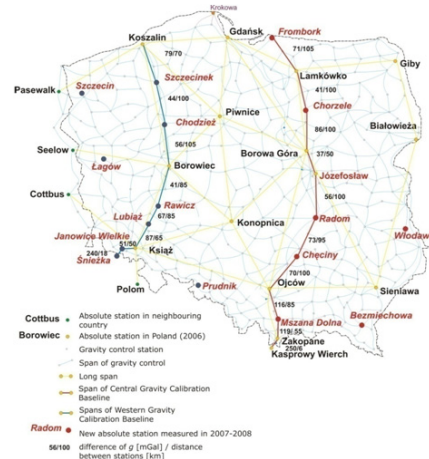 Krokowa
Koszalin
Gdańsk
Frombork
79/70
71/105
Lamkówko
Giby
Pasewalk
Szczecin
Szczecinek
44/100
41/100
Chodzież
Piwnice
Chorzele
86/100
Białowieża
Seelow
56/105
Łagów
Borowiec
Borowa Góra
37/50
41/85
Józefosław
Cottbus
Rawicz
56/100
Lubiąż
67/85
Konopnica
Radom
Janowice Wielkie
87/65
51/50
73/95
Włodaw
240/18
Książ
Śnieżka
Chęciny
70/100
Polom
Prudnik
Ojców
Sieniawa
116/85
Mszana Dolna
Bezmiechowa
119/ 55
Zakopane
250/6
Kasprowy Wierch
Cottbus Absolute station in neighbouring
country
Borowiec Absolute station in Poland (2006)
Gravity control station
Span of gravity control
Long span
Span of Central Gravity Calibration
Baseline
Spans of Western Gravity
Calibration Baseline
Radom New absolute station measured in 2007-2008
56/100 difference of g [mGal] / distance
between stations [km]